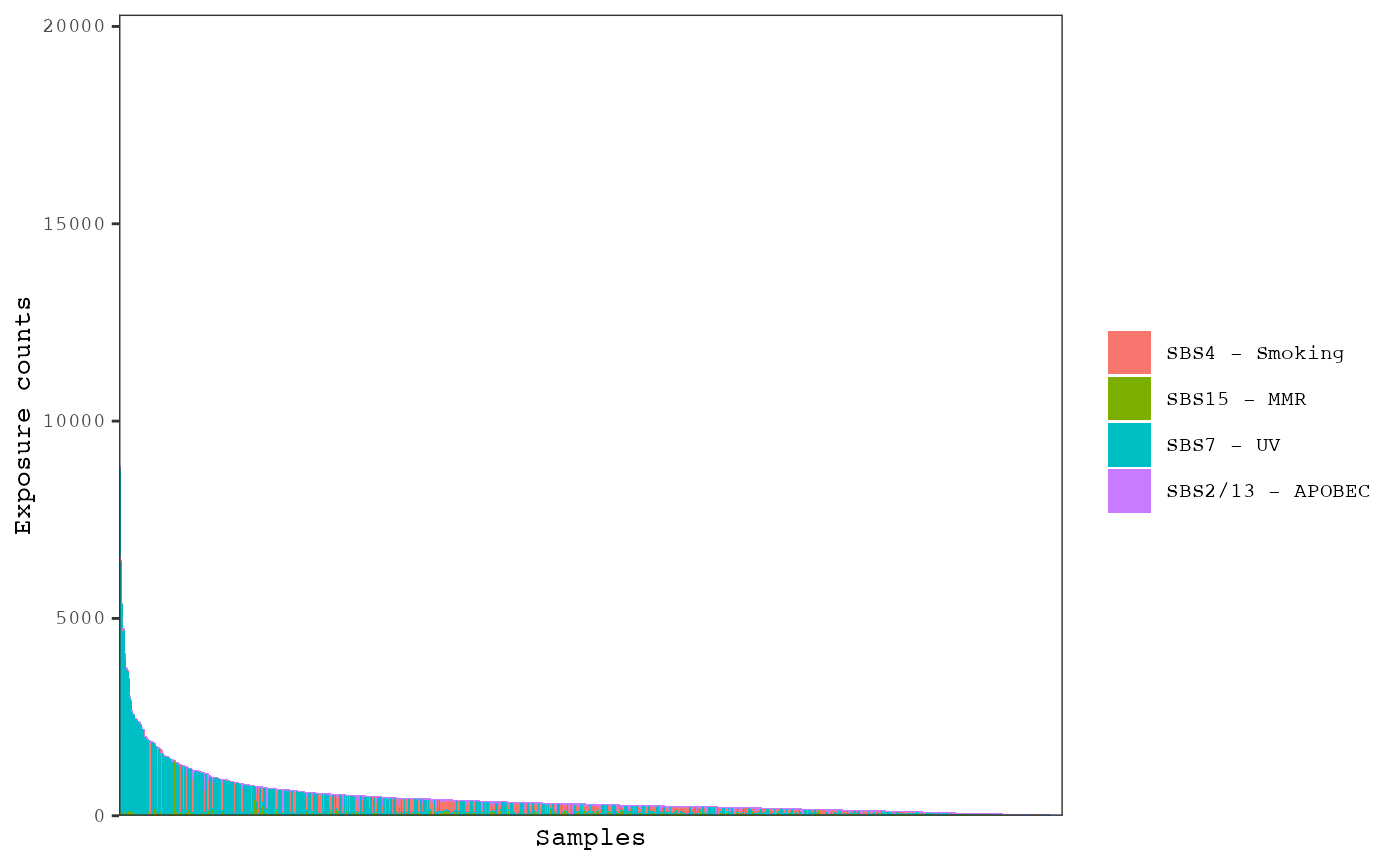 20000
15000
10000
5000
0
Exposure counts
Samples
SBS4 - Smoking
SBS15 - MMR
SBS7 - UV
SBS2/13 - APOBEC